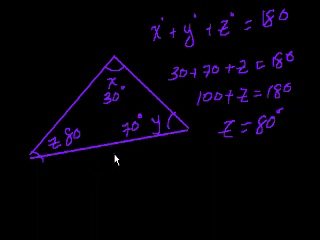 x° + y° + z° = 180
30 + 70 + z = 180
100 + z = 180
z = 80°
x
30°
70° y
z 80